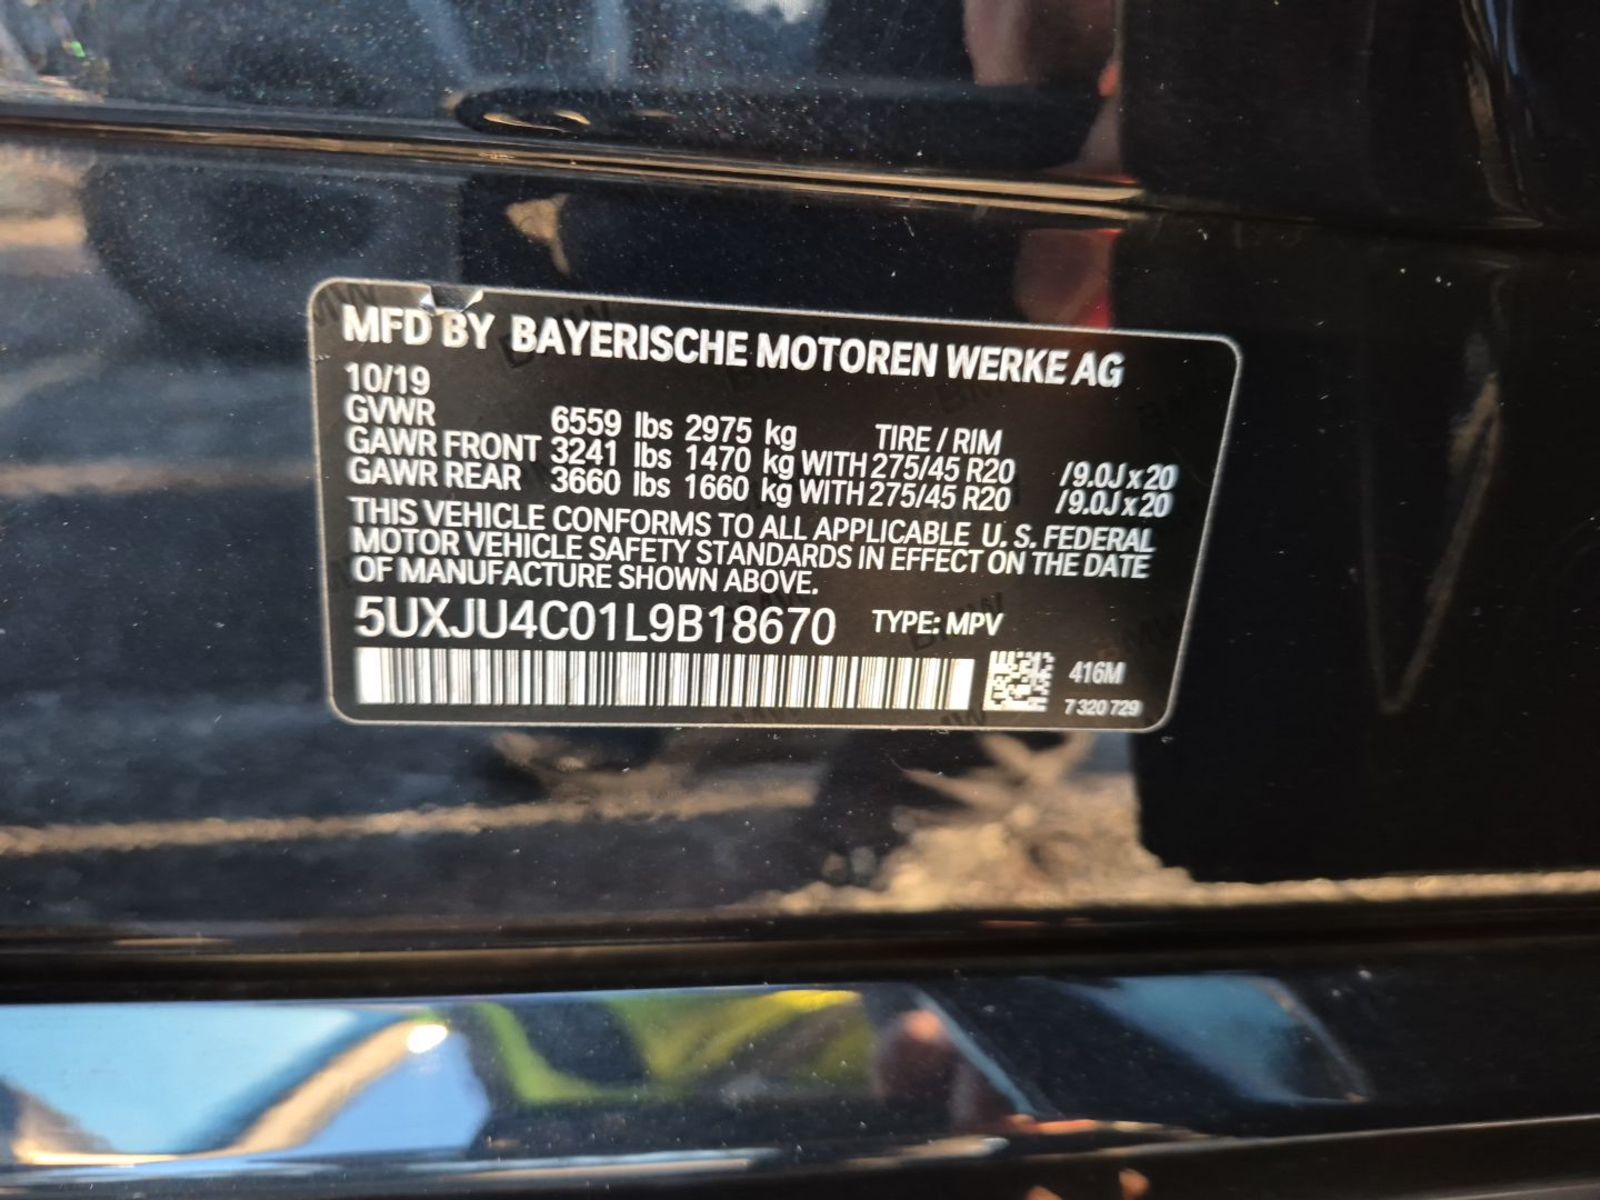 MFD BY BAYERISCHE MOTOREN WERKE AG
10/19
GVWR 6559 lbs 2975 kg TIRE / RIM
GAWR FRONT 3241 lbs 1470 kg WITH 275/45 R20 /9.0J x 20
GAWR REAR 3660 lbs 1660 kg WITH 275/45 R20 /9.0J x 20
THIS VEHICLE CONFORMS TO ALL APPLICABLE U. S. FEDERAL
MOTOR VEHICLE SAFETY STANDARDS IN EFFECT ON THE DATE
OF MANUFACTURE SHOWN ABOVE.
5UXJU4C01L9B18670 TYPE: MPV
416M
7 320 729